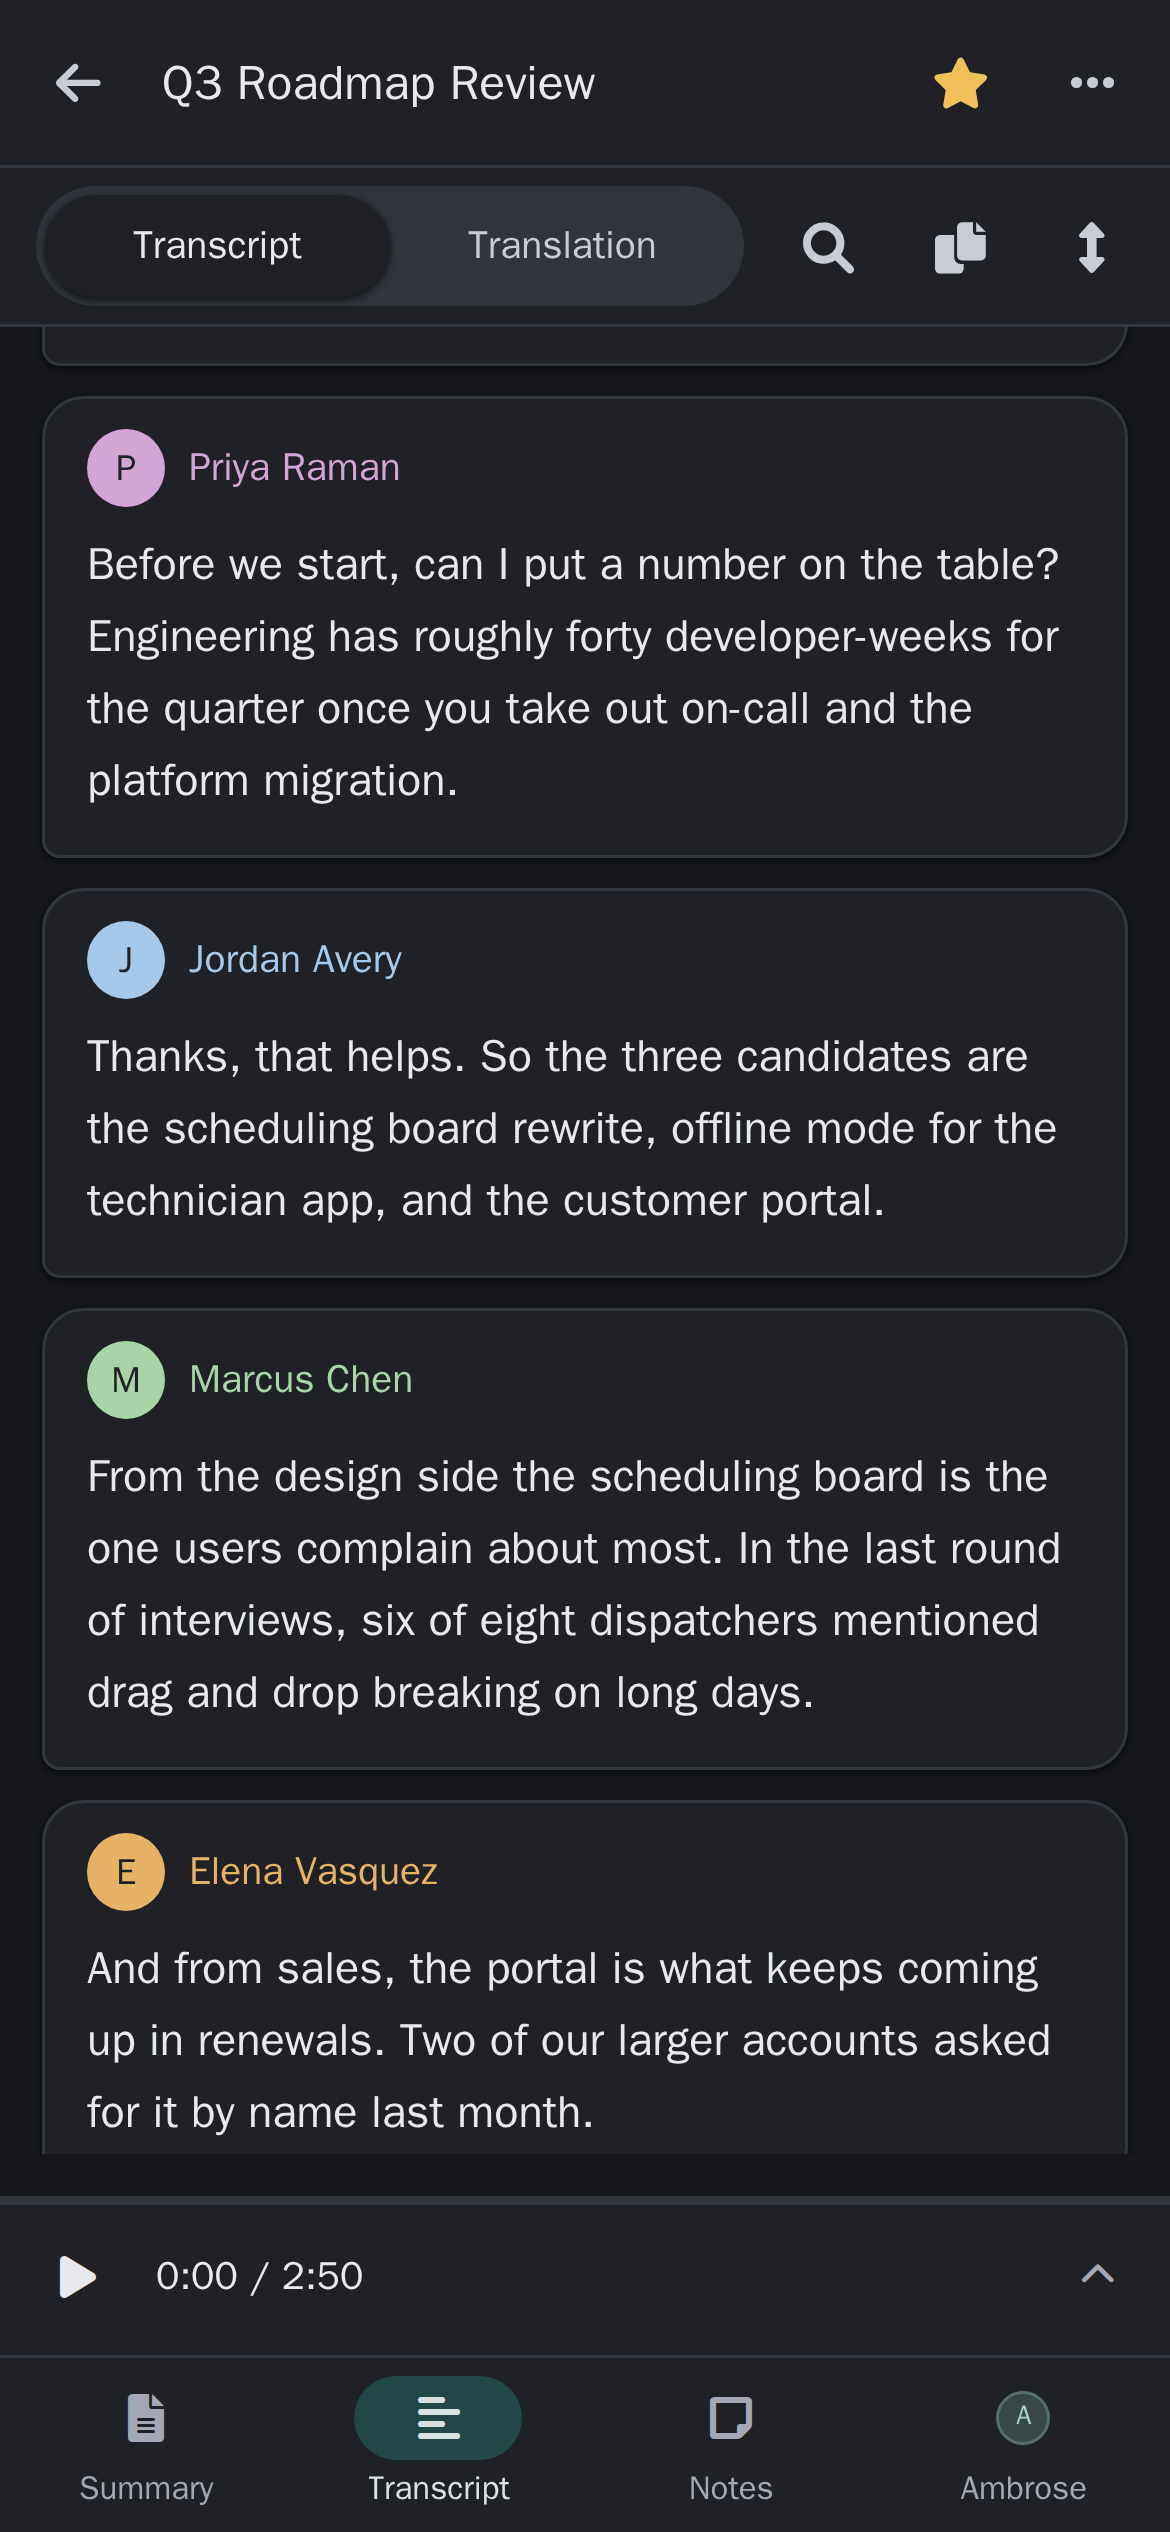 Q3 Roadmap Review
Transcript
Translation
P
Priya Raman
Before we start, can I put a number on the table?
Engineering has roughly forty developer-weeks for
the quarter once you take out on-call and the
platform migration.
J
Jordan Avery
Thanks, that helps. So the three candidates are
the scheduling board rewrite, offline mode for the
technician app, and the customer portal.
M
Marcus Chen
From the design side the scheduling board is the
one users complain about most. In the last round
of interviews, six of eight dispatchers mentioned
drag and drop breaking on long days.
E
Elena Vasquez
And from sales, the portal is what keeps coming
up in renewals. Two of our larger accounts asked
for it by name last month.
0:00 / 2:50
Summary
Transcript
Notes
A
Ambrose